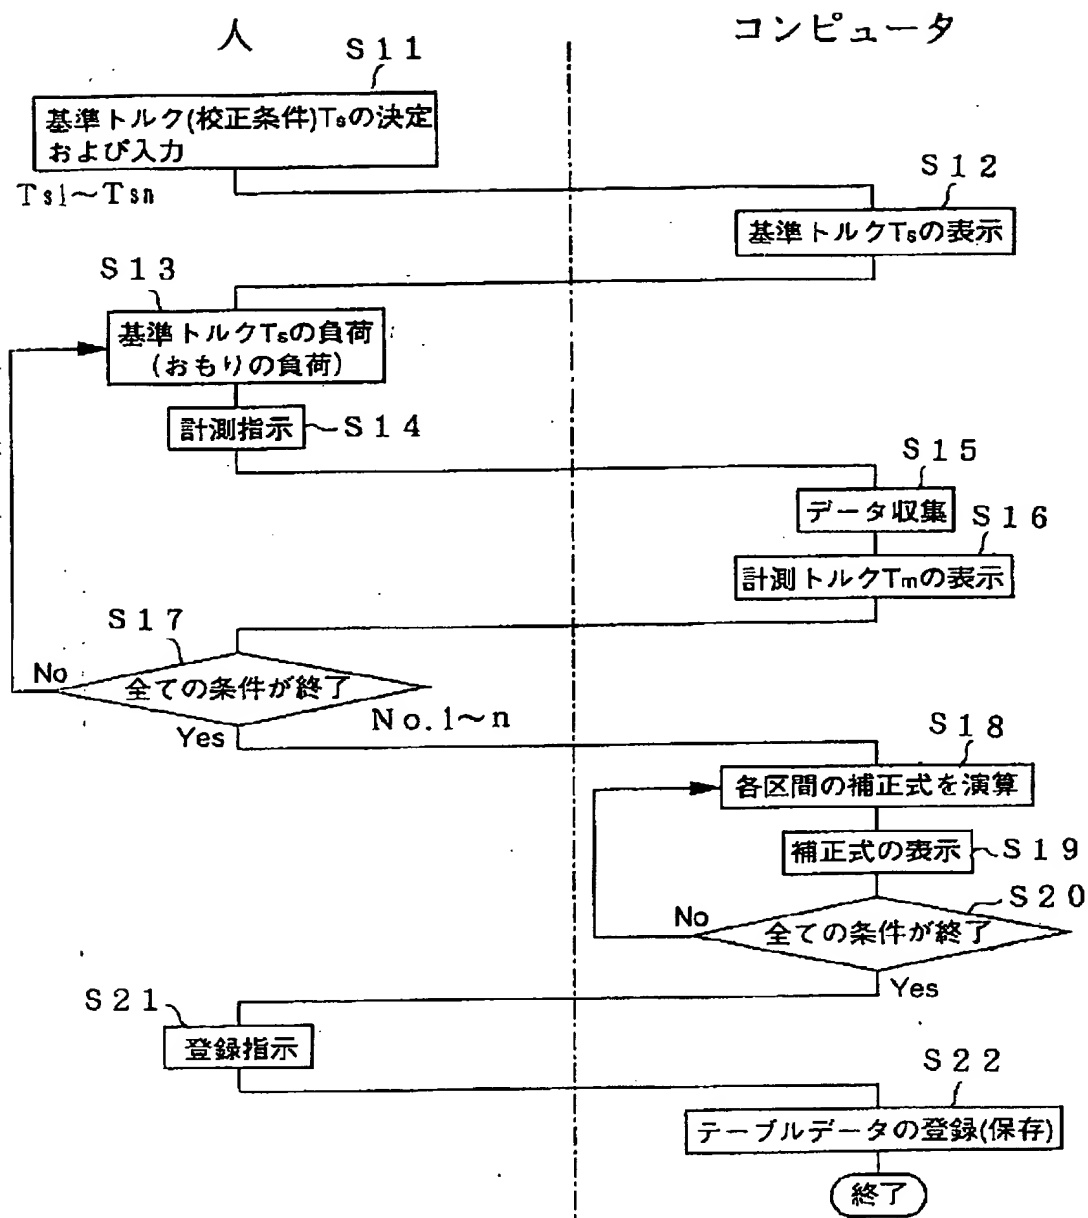 人
コンピュータ
S11
基準トルク(校正条件)Tsの決定
および入力
Ts1～Tsn
S12
基準トルクTsの表示
S13
基準トルクTsの負荷
(おもりの負荷)
計測指示
S14
S15
データ収集
S16
計測トルクTmの表示
S17
No
全ての条件が終了
No.1～n
Yes
S18
各区間の補正式を演算
補正式の表示
S19
S20
No
全ての条件が終了
Yes
S21
登録指示
S22
テーブルデータの登録(保存)
終了